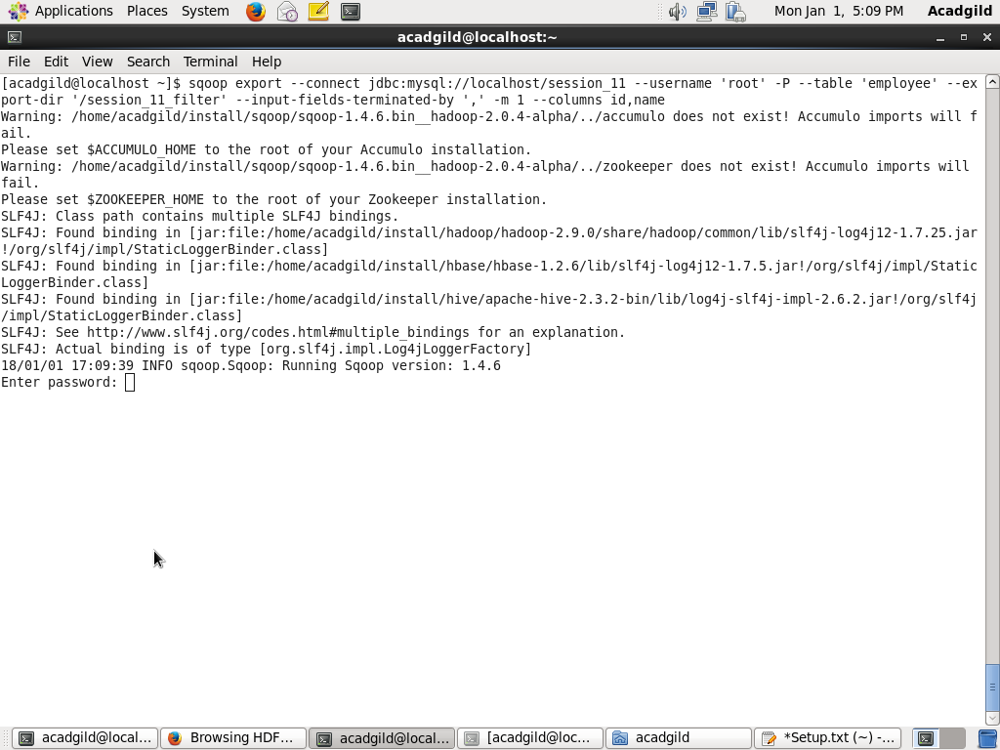 Applications Places System Mon Jan 1, 5:09 PM Acadgild
acadgild@localhost:~
File Edit View Search Terminal Help
[acadgild@localhost ~]$ sqoop export --connect jdbc:mysql://localhost/session_11 --username 'root' -P --table 'employee' --ex
port-dir '/session_11_filter' --input-fields-terminated-by ',' -m 1 --columns id,name
Warning: /home/acadgild/install/sqoop/sqoop-1.4.6.bin__hadoop-2.0.4-alpha/../accumulo does not exist! Accumulo imports will f
ail.
Please set $ACCUMULO_HOME to the root of your Accumulo installation.
Warning: /home/acadgild/install/sqoop/sqoop-1.4.6.bin__hadoop-2.0.4-alpha/../zookeeper does not exist! Accumulo imports will
fail.
Please set $ZOOKEEPER_HOME to the root of your Zookeeper installation.
SLF4J: Class path contains multiple SLF4J bindings.
SLF4J: Found binding in [jar:file:/home/acadgild/install/hadoop/hadoop-2.9.0/share/hadoop/common/lib/slf4j-log4j12-1.7.25.jar
!/org/slf4j/impl/StaticLoggerBinder.class]
SLF4J: Found binding in [jar:file:/home/acadgild/install/hbase/hbase-1.2.6/lib/slf4j-log4j12-1.7.5.jar!/org/slf4j/impl/Static
LoggerBinder.class]
SLF4J: Found binding in [jar:file:/home/acadgild/install/hive/apache-hive-2.3.2-bin/lib/log4j-slf4j-impl-2.6.2.jar!/org/slf4j
/impl/StaticLoggerBinder.class]
SLF4J: See http://www.slf4j.org/codes.html#multiple_bindings for an explanation.
SLF4J: Actual binding is of type [org.slf4j.impl.Log4jLoggerFactory]
18/01/01 17:09:39 INFO sqoop.Sqoop: Running Sqoop version: 1.4.6
Enter password:
acadgild@local... Browsing HDF... acadgild@local... [acadgild@loc... acadgild *Setup.txt (~) -...